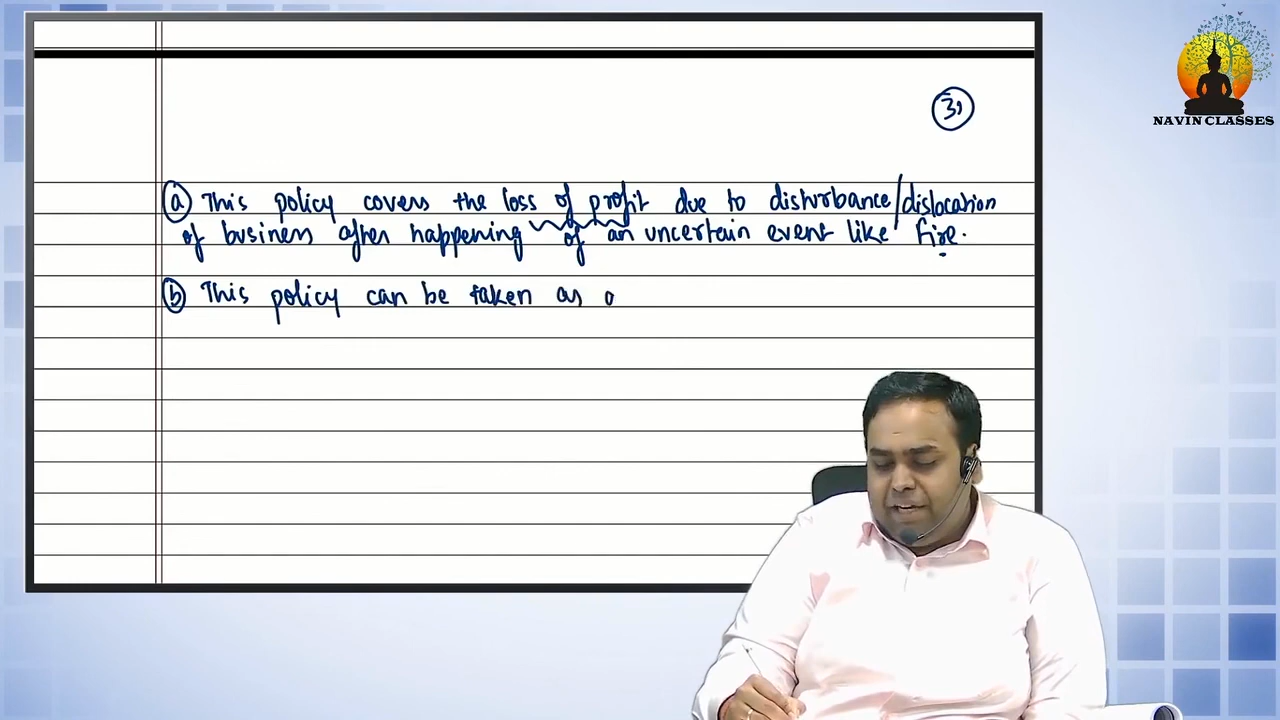 NAVIN CLASSES
3,
a This policy covers the loss of profit due to disturbance/dislocation
of business after happening of an uncertain event like fire.
b This policy can be taken as a